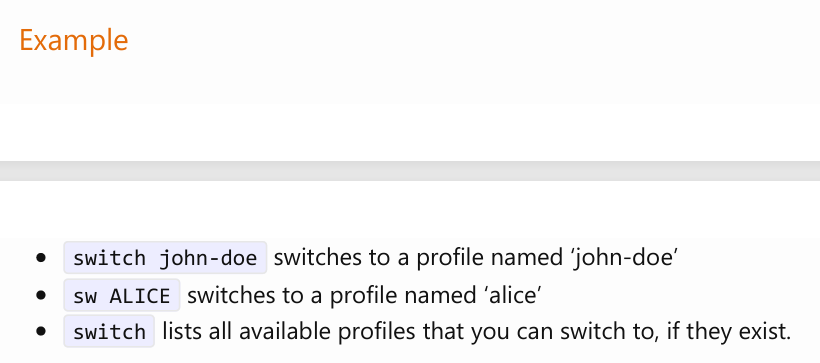 Example
• switch john-doe switches to a profile named ‘john-doe’
• sw ALICE switches to a profile named ‘alice’
• switch lists all available profiles that you can switch to, if they exist.